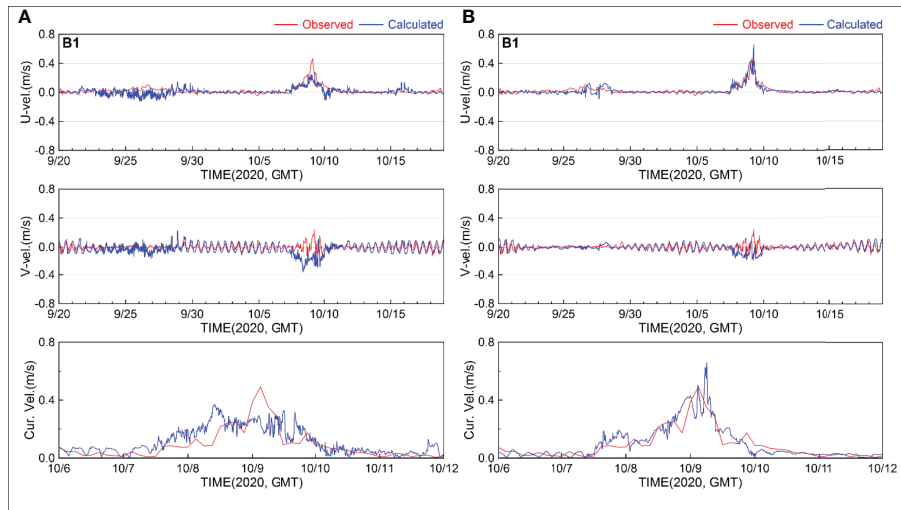 A
Observed Calculated
B1
U-vel.(m/s)
0.8
0.4
0.0
-0.4
-0.8
9/20 9/25 9/30 10/5 10/10 10/15
TIME(2020, GMT)
V-vel.(m/s)
0.8
0.4
0.0
-0.4
-0.8
9/20 9/25 9/30 10/5 10/10 10/15
TIME(2020, GMT)
Cur. Vel.(m/s)
0.8
0.4
0.0
10/6 10/7 10/8 10/9 10/10 10/11 10/12
TIME(2020, GMT)
B
Observed Calculated
B1
U-vel.(m/s)
0.8
0.4
0.0
-0.4
-0.8
9/20 9/25 9/30 10/5 10/10 10/15
TIME(2020, GMT)
V-vel.(m/s)
0.8
0.4
0.0
-0.4
-0.8
9/20 9/25 9/30 10/5 10/10 10/15
TIME(2020, GMT)
Cur. Vel.(m/s)
0.8
0.4
0.0
10/6 10/7 10/8 10/9 10/10 10/11 10/12
TIME(2020, GMT)